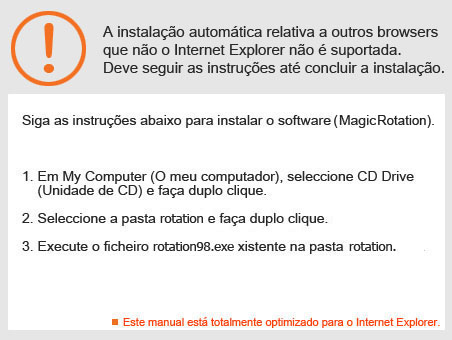 A instalação automática relativa a outros browsers
que não o Internet Explorer não é suportada.
Deve seguir as instruções até concluir a instalação.
Siga as instruções abaixo para instalar o software (MagicRotation).
1. Em My Computer (O meu computador), seleccione CD Drive
(Unidade de CD) e faça duplo clique.
2. Seleccione a pasta rotation e faça duplo clique.
3. Execute o ficheiro rotation98.exe xistente na pasta rotation.
Este manual está totalmente optimizado para o Internet Explorer.